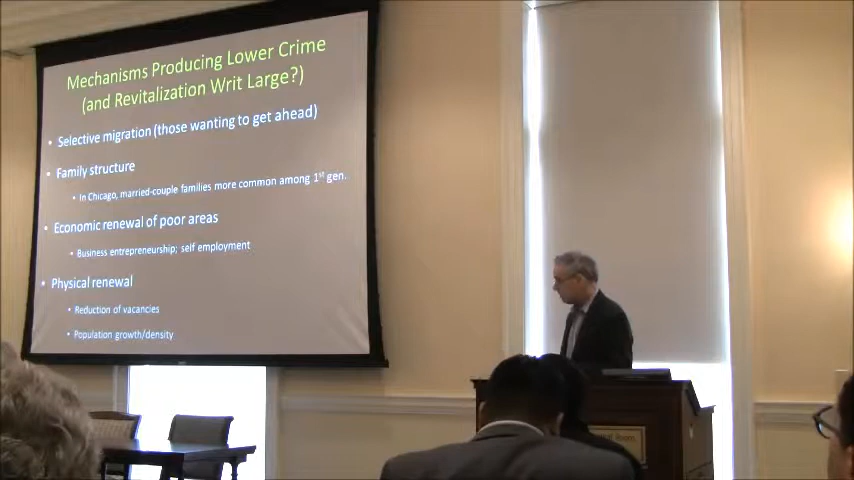 Mechanisms Producing Lower Crime
(and Revitalization Writ Large?)
• Selective migration (those wanting to get ahead)
• Family structure
• In Chicago, married-couple families more common among 1st gen.
• Economic renewal of poor areas
• Business entrepreneurship; self employment
• Physical renewal
• Reduction of vacancies
• Population growth/density
Room